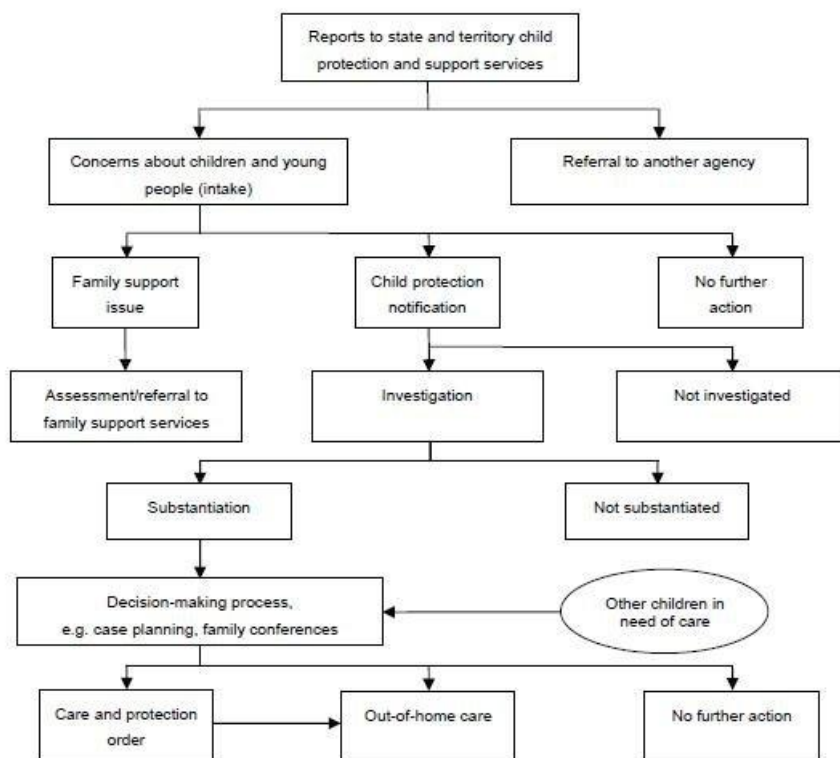 Reports to state and territory child
protection and support services
Concerns about children and young
people (intake)
Referral to another agency
Family support
issue
Child protection
notification
No further
action
Assessment/referral to
family support services
Investigation
Not investigated
Substantiation
Not substantiated
Decision-making process,
e.g. case planning, family conferences
Other children in
need of care
Care and protection
order
Out-of-home care
No further action